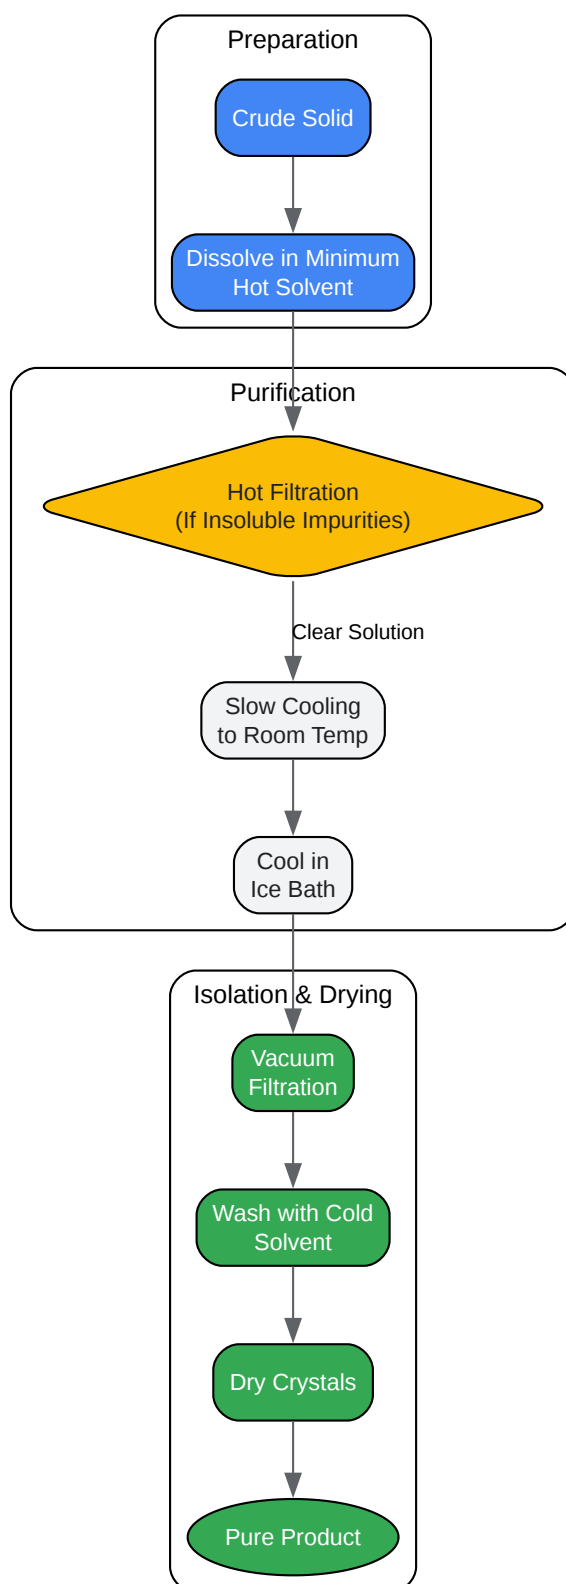 Preparation
Crude Solid
Dissolve in Minimum
Hot Solvent
Purification
Hot Filtration
(If Insoluble Impurities)
Clear Solution
Slow Cooling
to Room Temp
Cool in
Ice Bath
Isolation & Drying
Vacuum
Filtration
Wash with Cold
Solvent
Dry Crystals
Pure Product